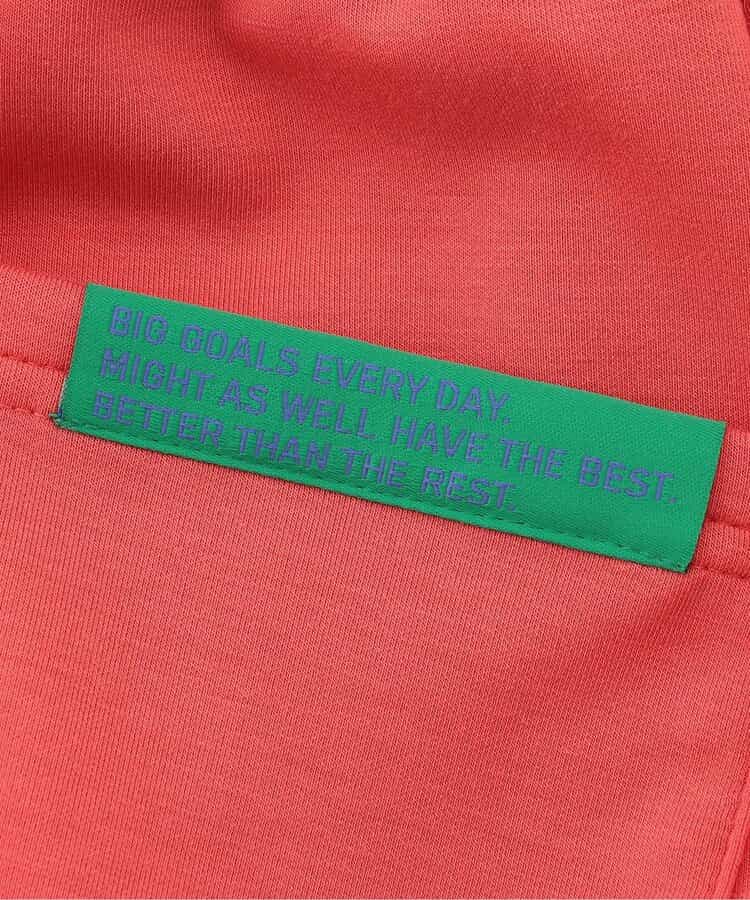 BIG GOALS EVERY DAY.
MIGHT AS WELL HAVE THE BEST.
BETTER THAN THE REST.